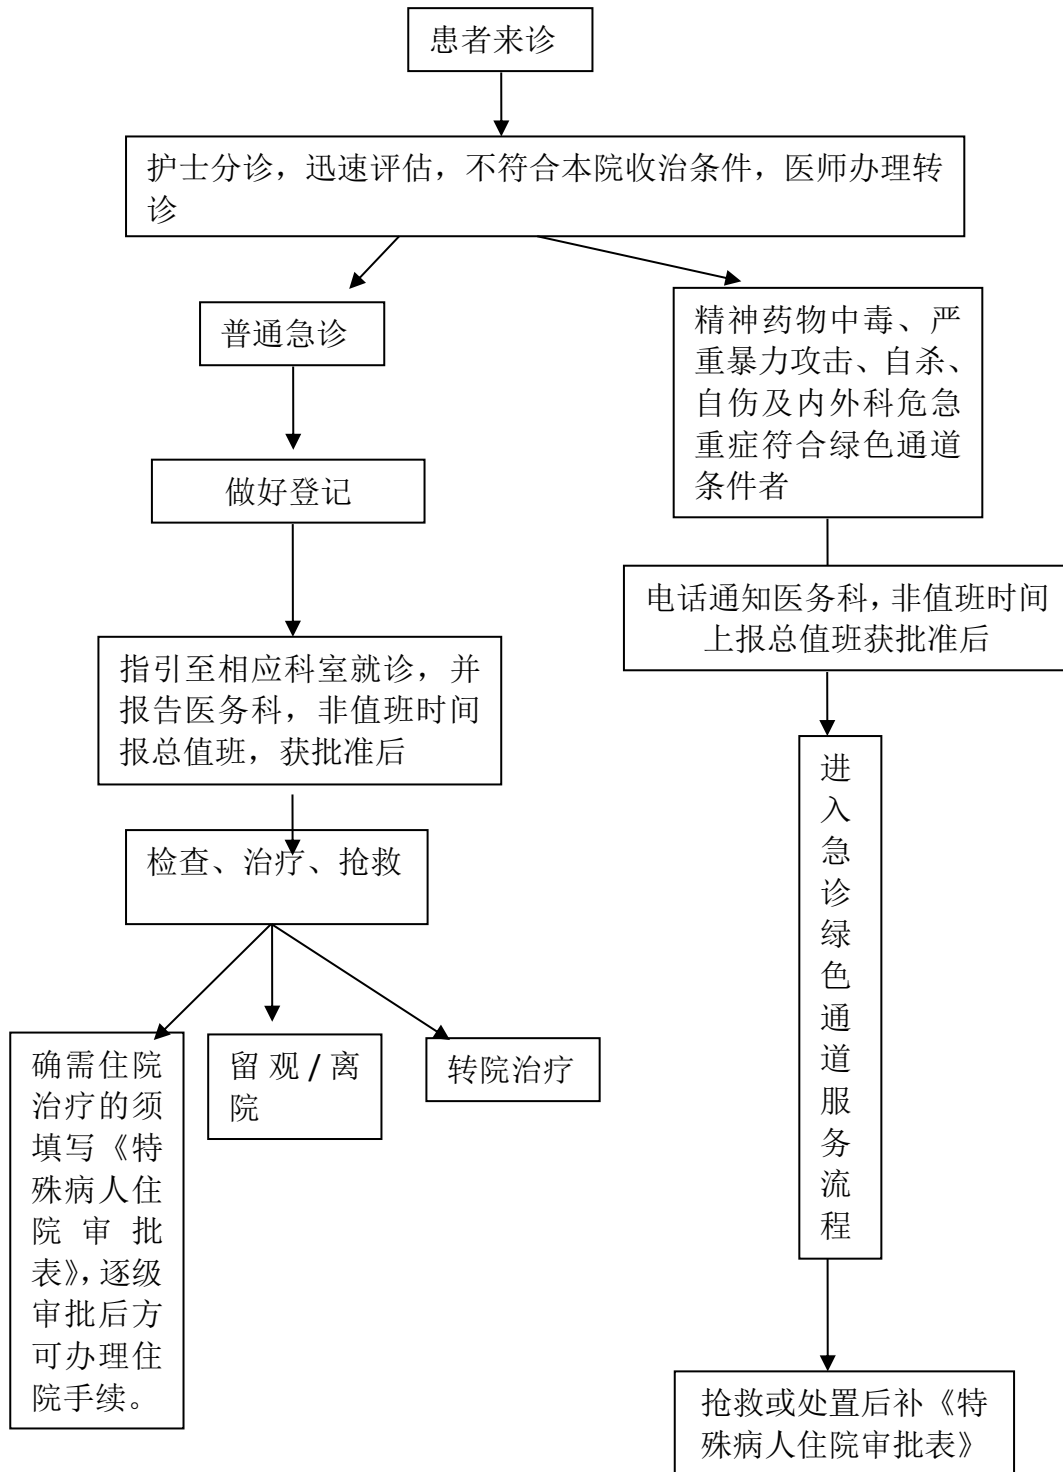 患者来诊
护士分诊，迅速评估，不符合本院收治条件，医师办理转
诊
普通急诊
做好登记
指引至相应科室就诊，并
报告医务科，非值班时间
报总值班，获批准后
检查、治疗、抢救
确需住院
治疗的须
填写《特
殊病人住
院审批
表》，逐级
审批后方
可办理住
院手续。
留观/离
院
转院治疗
精神药物中毒、严
重暴力攻击、自杀、
自伤及内外科危急
重症符合绿色通道
条件者
电话通知医务科，非值班时间
上报总值班获批准后
进
入
急
诊
绿
色
通
道
服
务
流
程
抢救或处置后补《特
殊病人住院审批表》